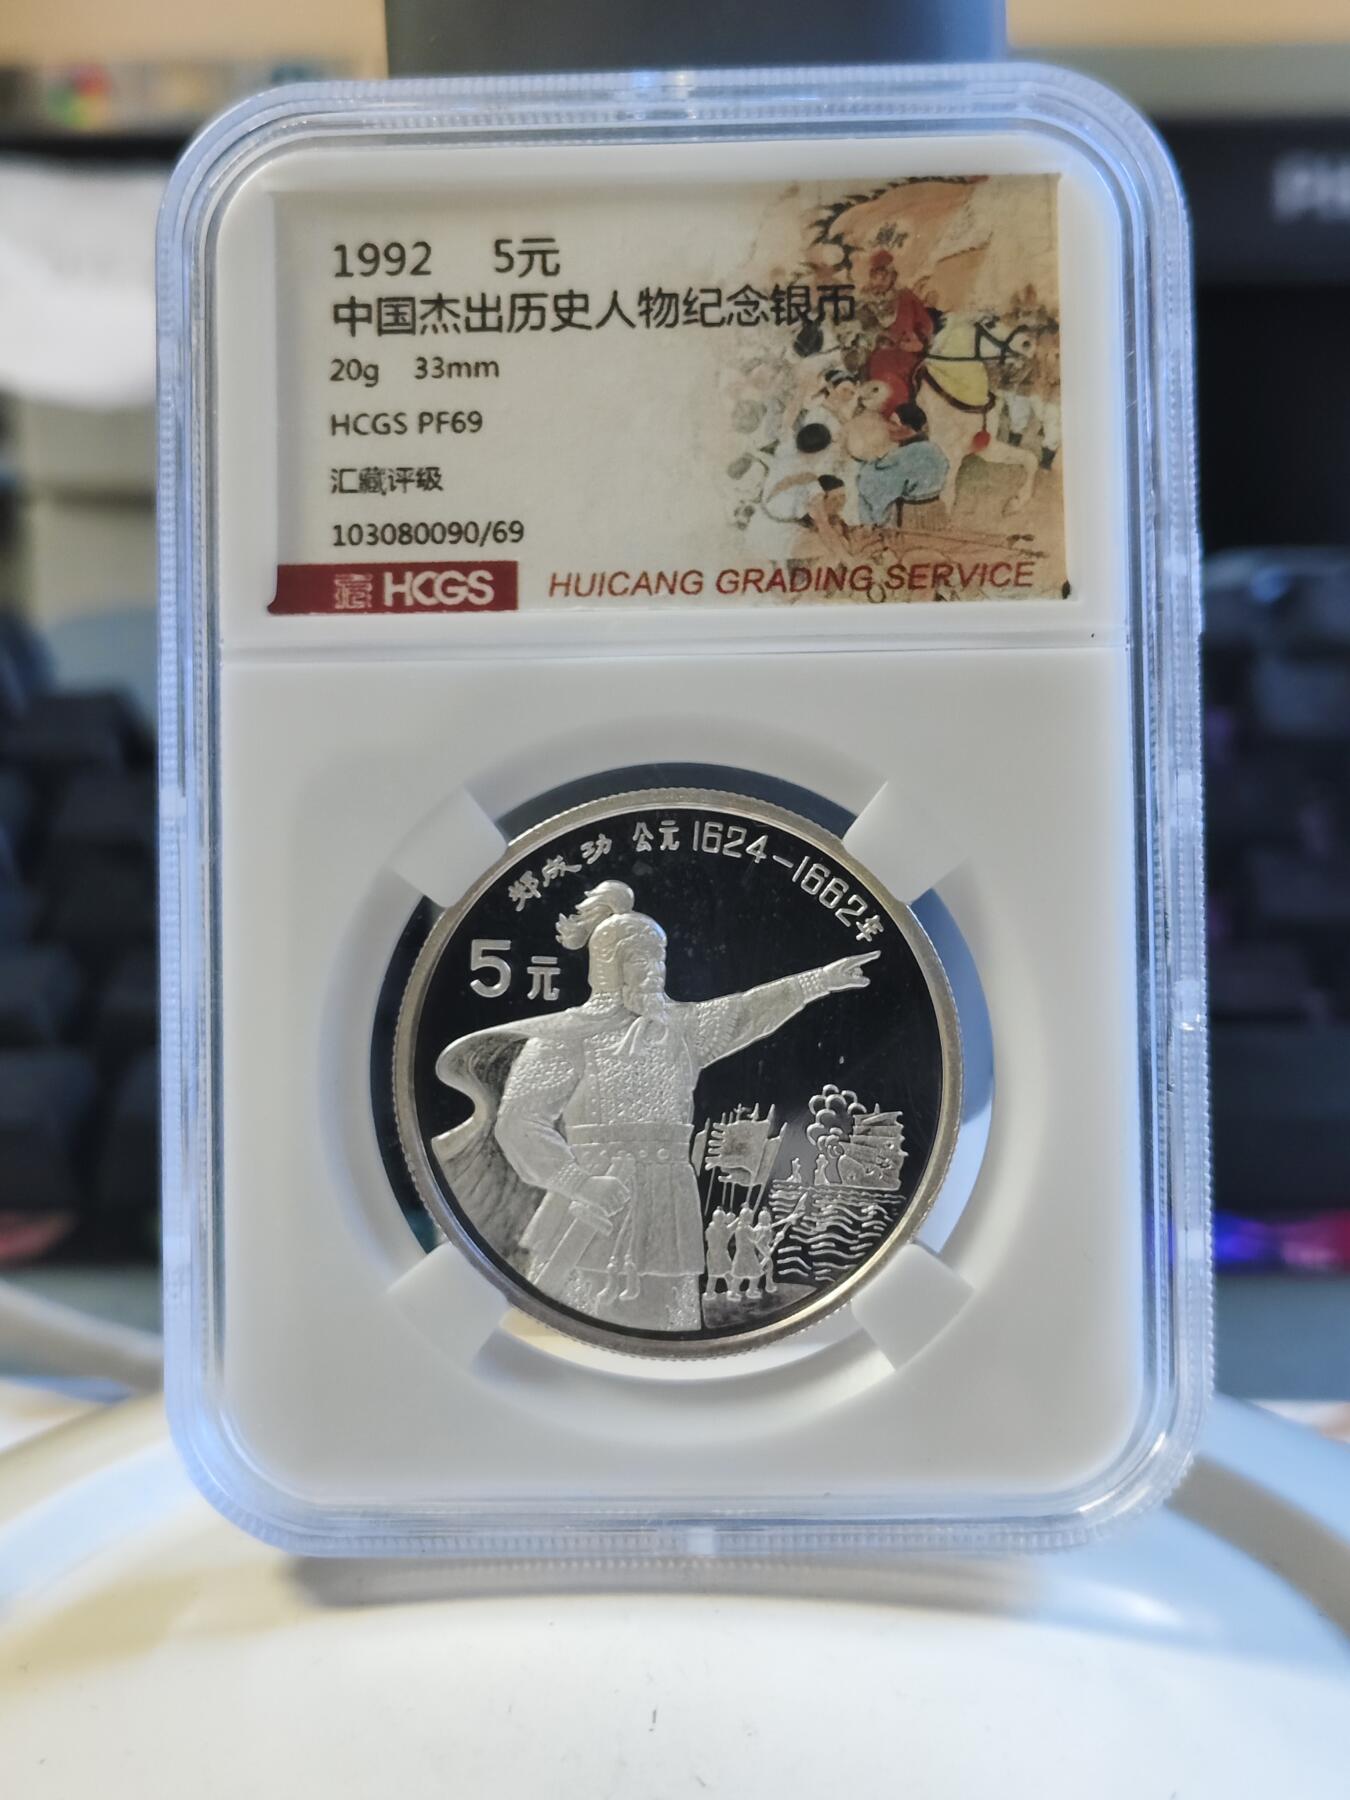 1992 5元
中国杰出历史人物纪念银币
20g 33mm
HCGS PF69
汇藏评级
103080090/69
HCGS HUICANG GRADING SERVICE
郑成功 公元1624-1662年
5元